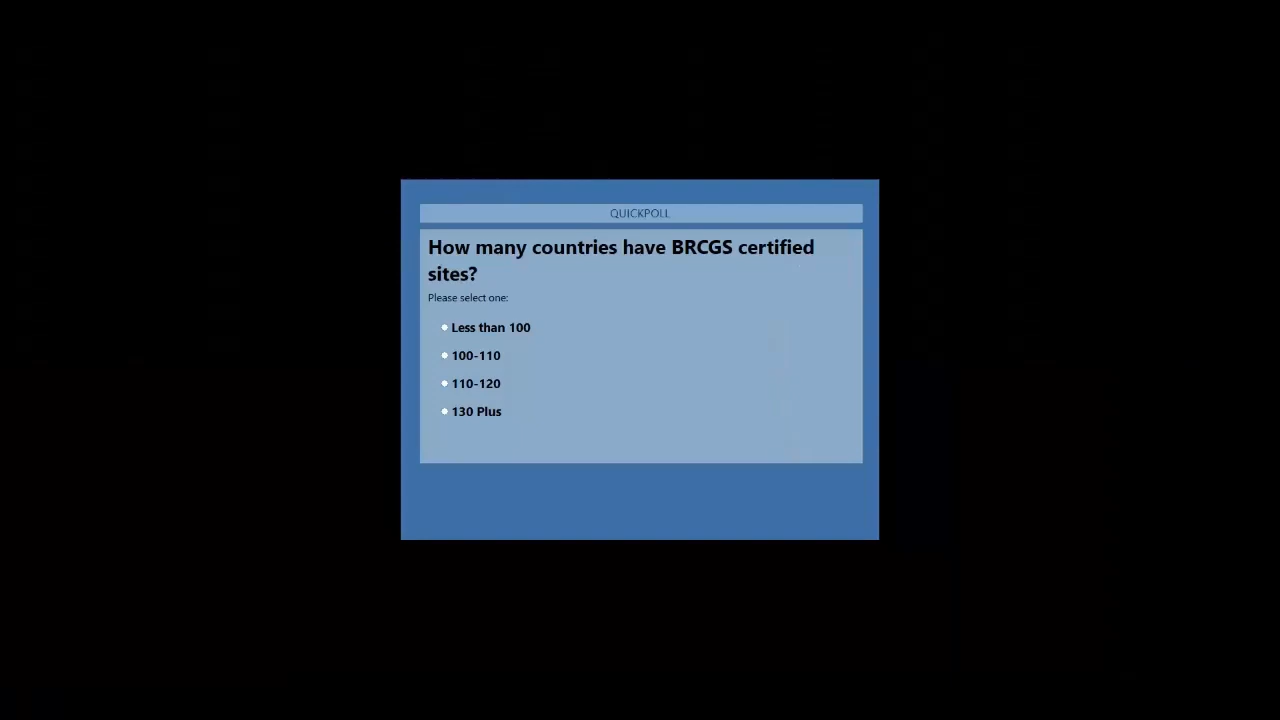 QUICKPOLL
How many countries have BRCGS certified
sites?
Please select one:
Less than 100
100-110
110-120
130 Plus